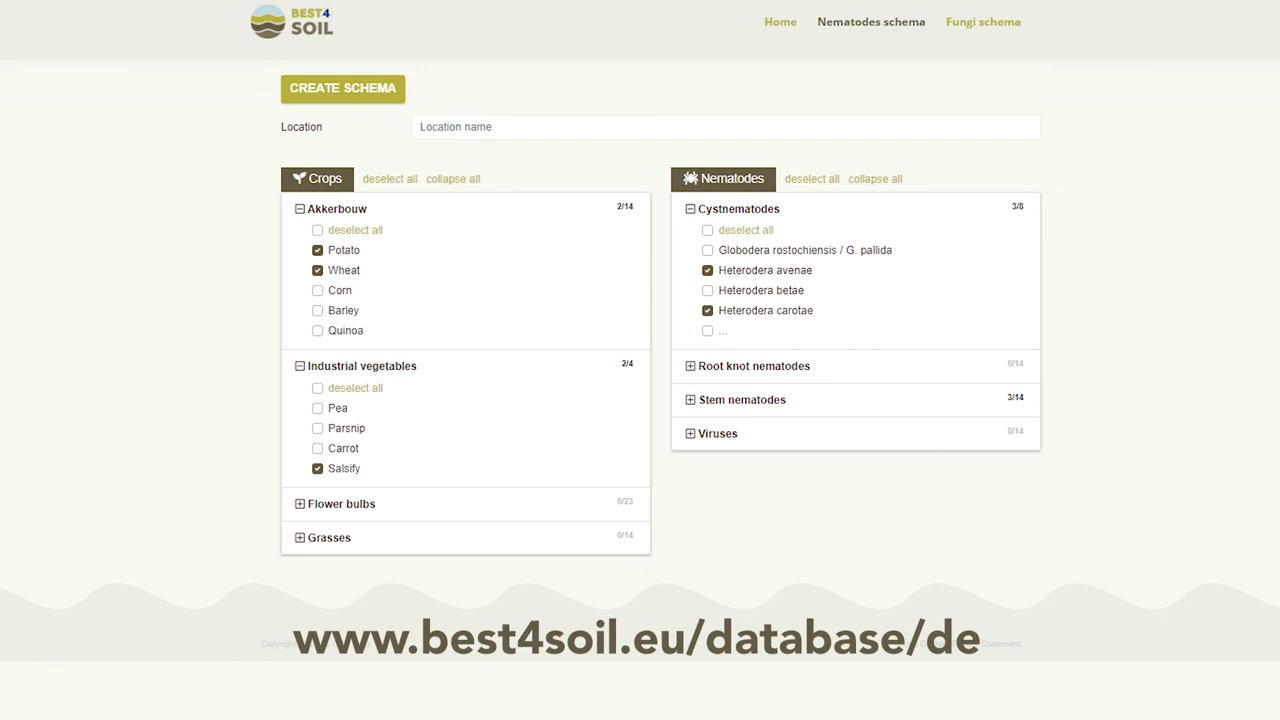 BEST4
SOIL
Home Nematodes schema Fungi schema
CREATE SCHEMA
Location Location name
Crops deselect all collapse all
Akkerbouw 2/14
deselect all
Potato
Wheat
Corn
Barley
Quinoa
Industrial vegetables 2/4
deselect all
Pea
Parsnip
Carrot
Salsify
Flower bulbs 0/23
Grasses 0/14
Nematodes deselect all collapse all
Cystnematodes 3/8
deselect all
Globodera rostochiensis / G. pallida
Heterodera avenae
Heterodera betae
Heterodera carotae
...
Root knot nematodes 0/14
Stem nematodes 3/14
Viruses 0/14
www.best4soil.eu/database/de
Statement